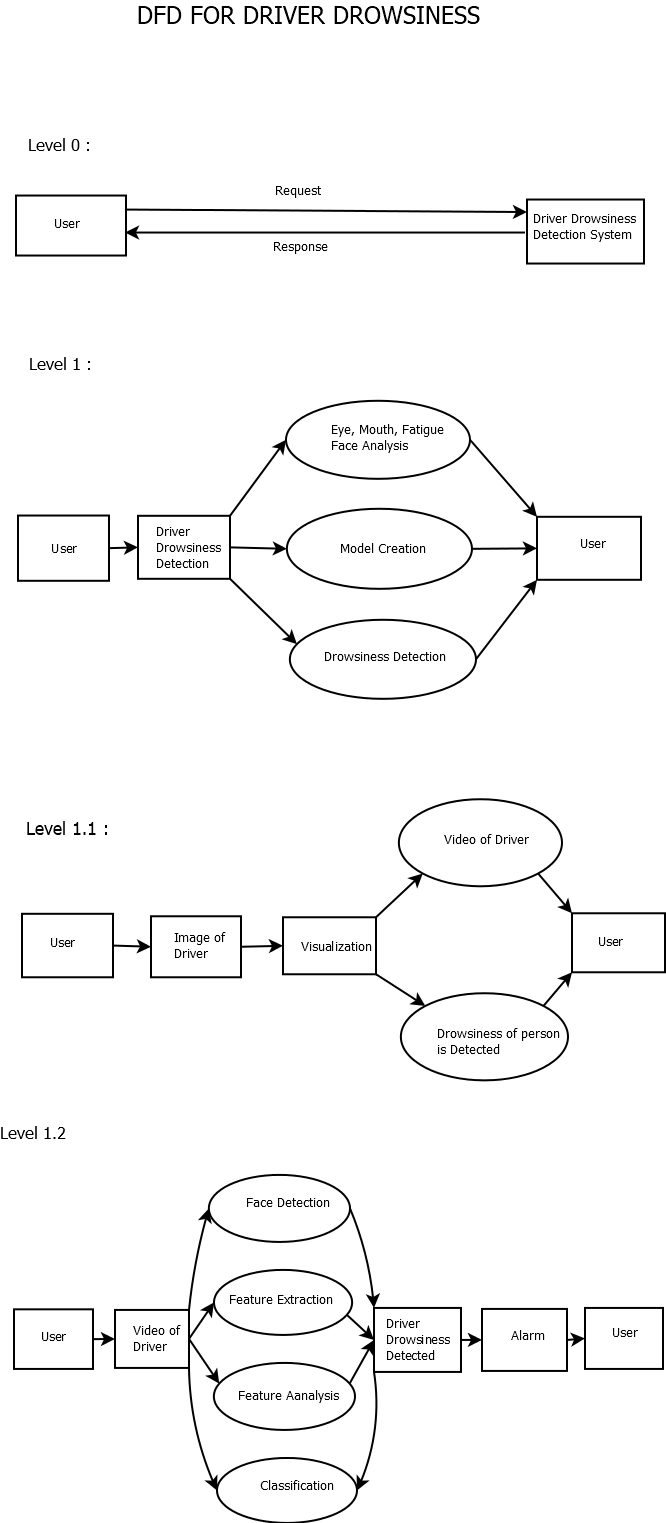 DFD FOR DRIVER DROWSINESS
Level 0 :
Request
User
Driver Drowsiness
Detection System
Response
Level 1 :
Eye, Mouth, Fatigue
Face Analysis
User
Driver
Drowsiness
Detection
Model Creation
User
Drowsiness Detection
Level 1.1 :
Video of Driver
User
Image of
Driver
Visualization
User
Drowsiness of person
is Detected
Level 1.2
Face Detection
Feature Extraction
User
Video of
Driver
Driver
Drowsiness
Detected
Alarm
User
Feature Aanalysis
Classification